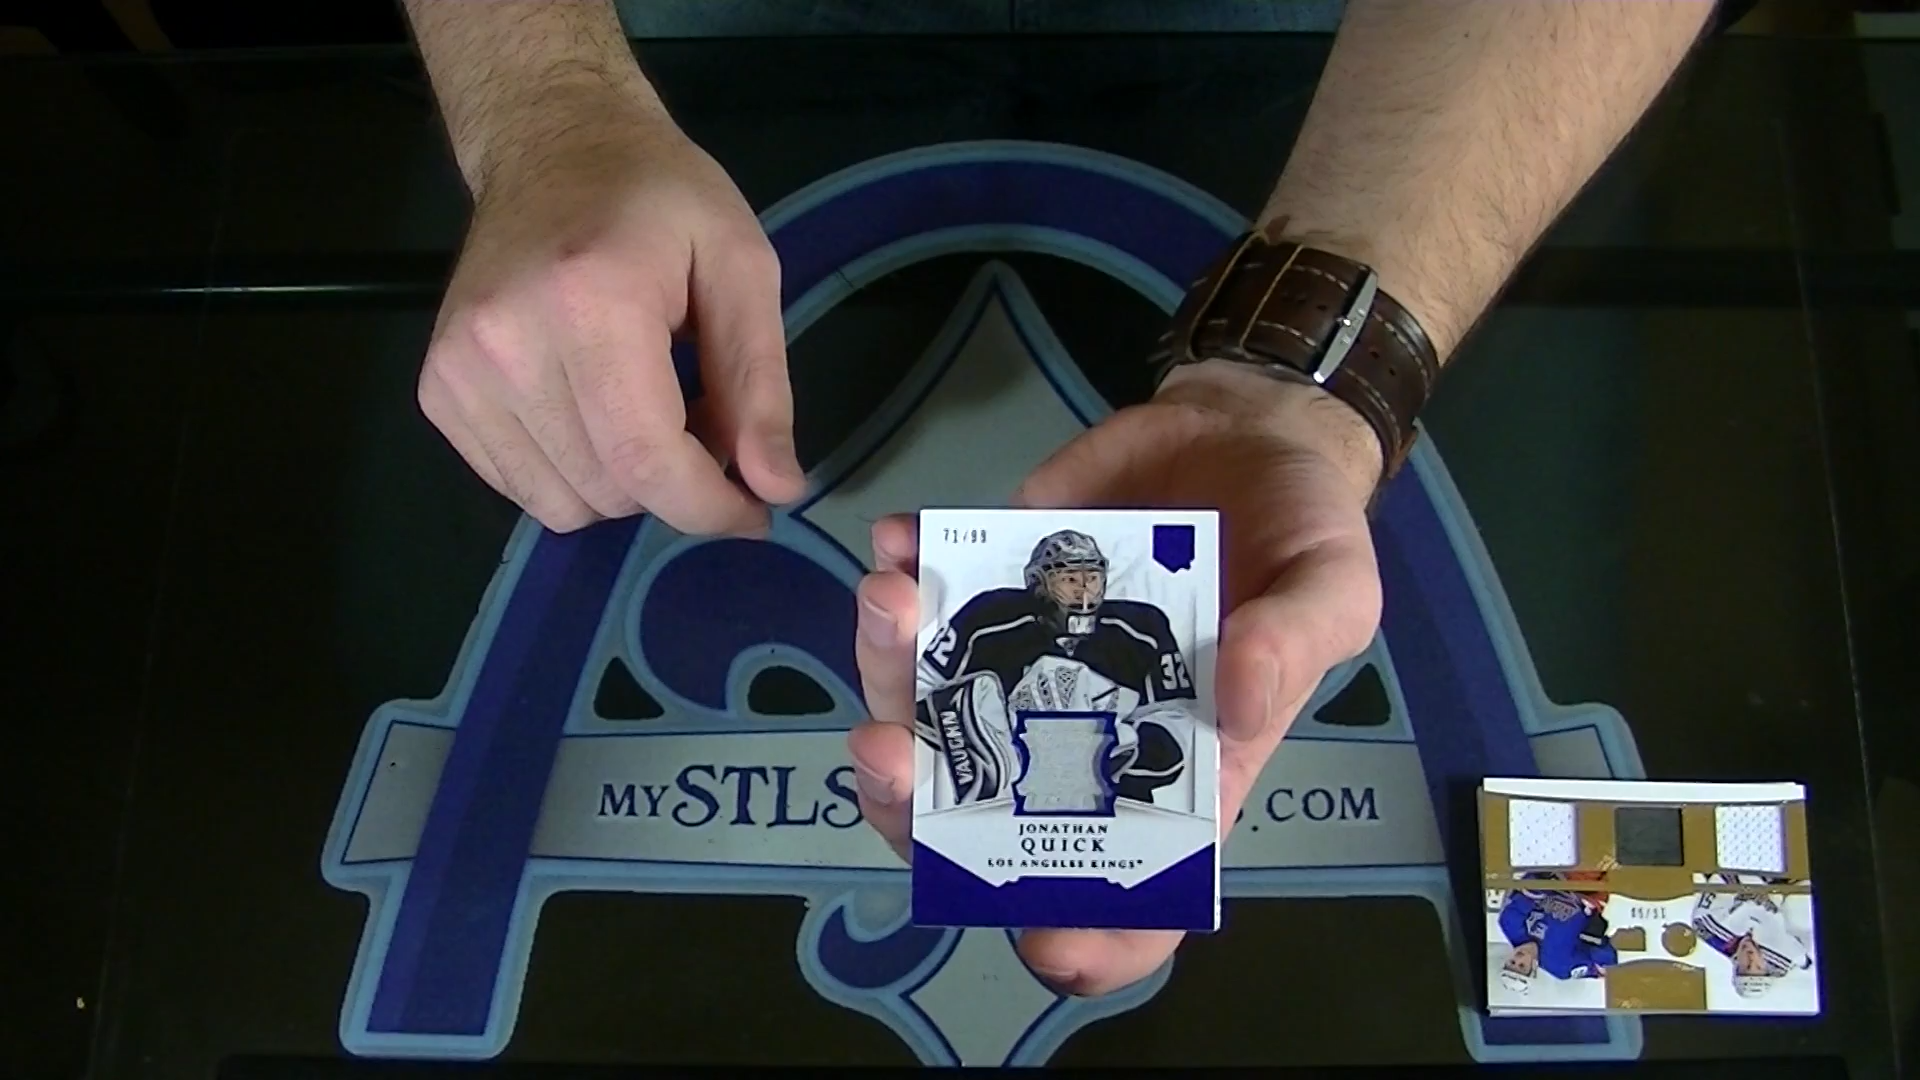 71/99
32
32
VAUGHN
JONATHAN
QUICK
LOS ANGELES KINGS
MYSTLS
.COM